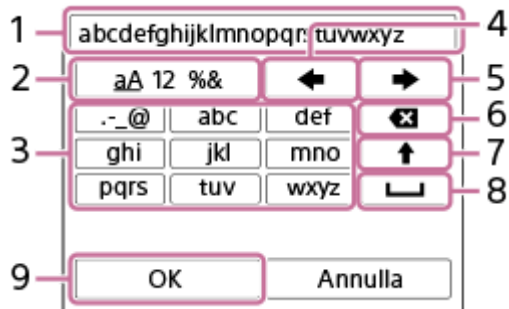 1 abcdefghijklmnopqrstuvwxyz 4
2 aA 12 %& 5
.-_@ abc def 6
3 ghi jkl mno 7
pqrs tuv wxyz 8
9 OK Annulla